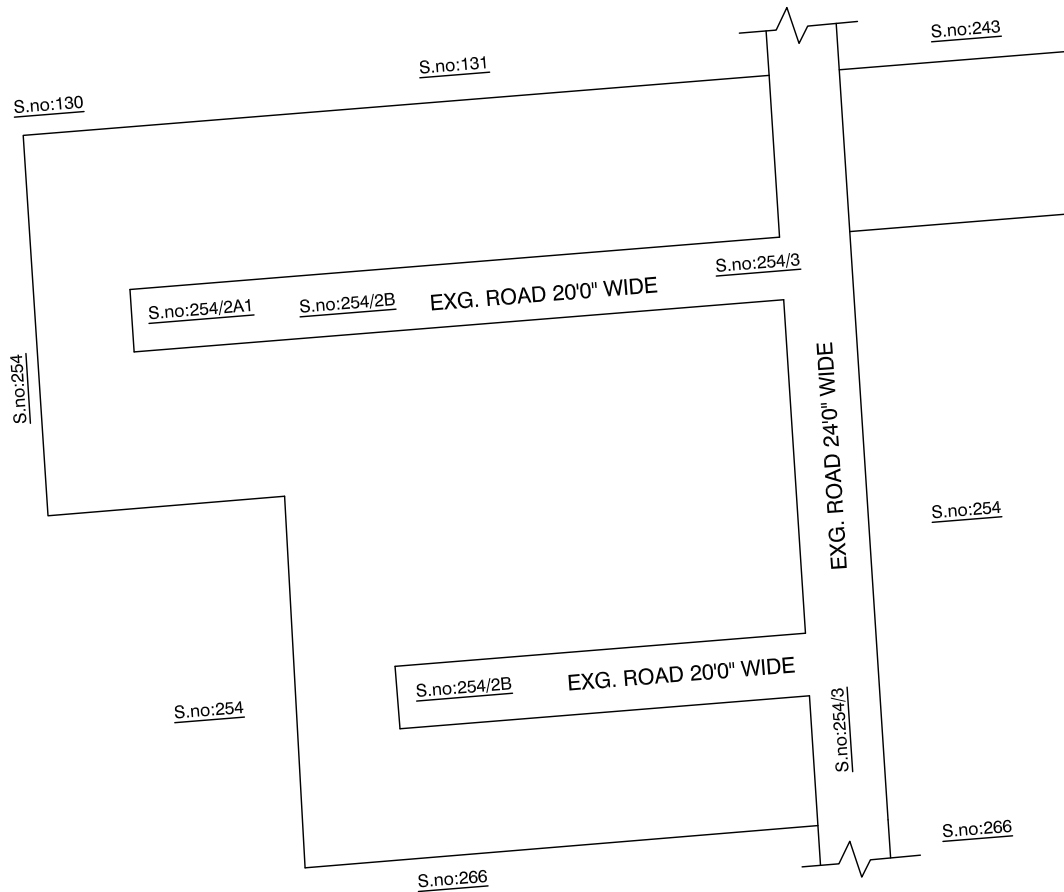 S.no:243
S.no:131
S.no:130
S.no:254/3
S.no:254/2A1
S.no:254/2B
EXG. ROAD 20'0" WIDE
S.no:254
EXG. ROAD 24'0" WIDE
S.no:254
S.no:254/2B
EXG. ROAD 20'0" WIDE
S.no:254
S.no:254/3
S.no:266
S.no:266